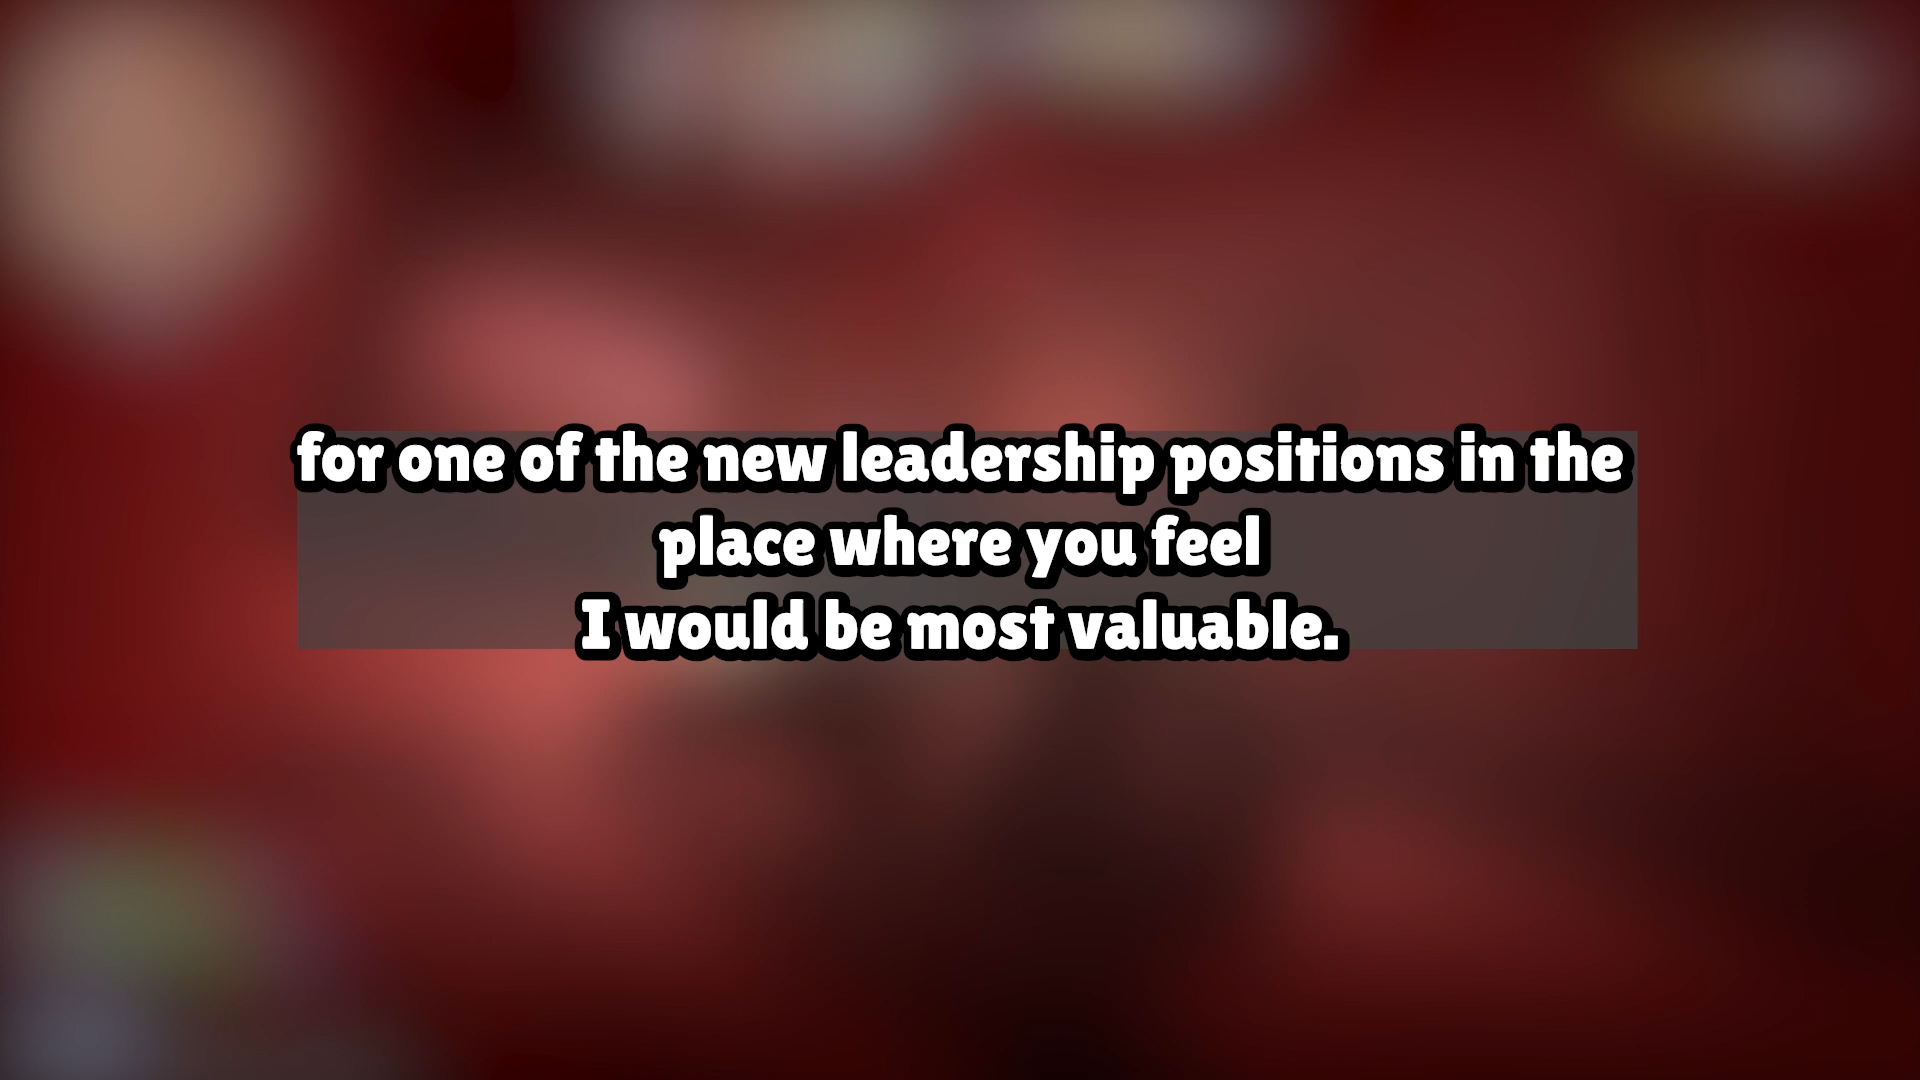 for one of the new leadership positions in the
place where you feel
I would be most valuable.